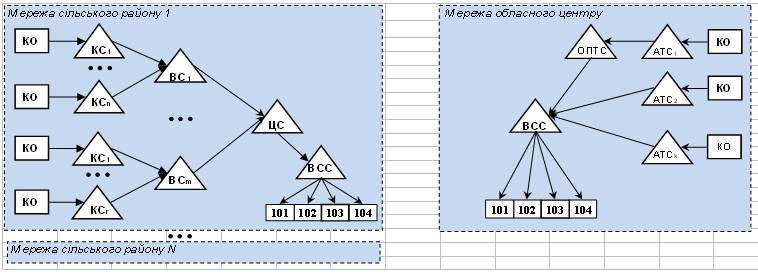 Мережа сільського району 1
КО
КС1
ВС1
КО
КСn
ЦС
КО
КС1
ВСm
ВСС
КО
КСr
101 102 103 104
Мережа сільського району N
Мережа обласного центру
ОПТС
АТС1
КО
АТС2
КО
ВСС
АТСk
КО
101 102 103 104